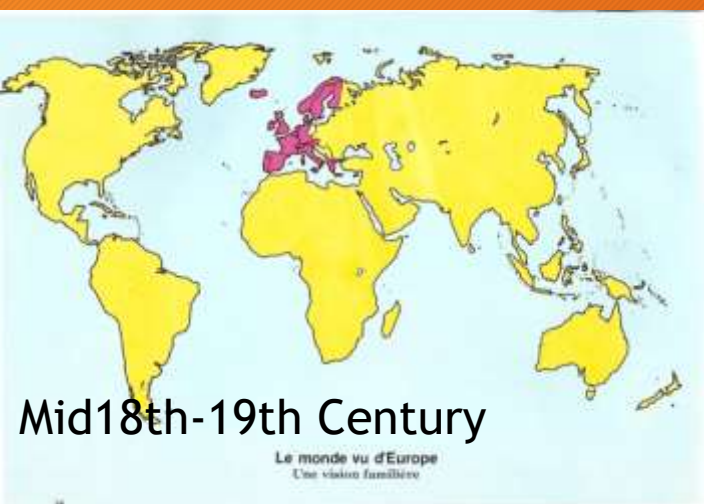 Mid18th-19th Century
Le monde vu d'Europe
Une vision familière